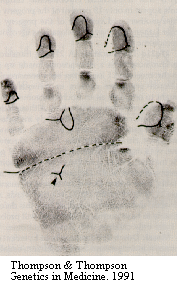 Thompson & Thompson
Genetics in Medicine. 1991